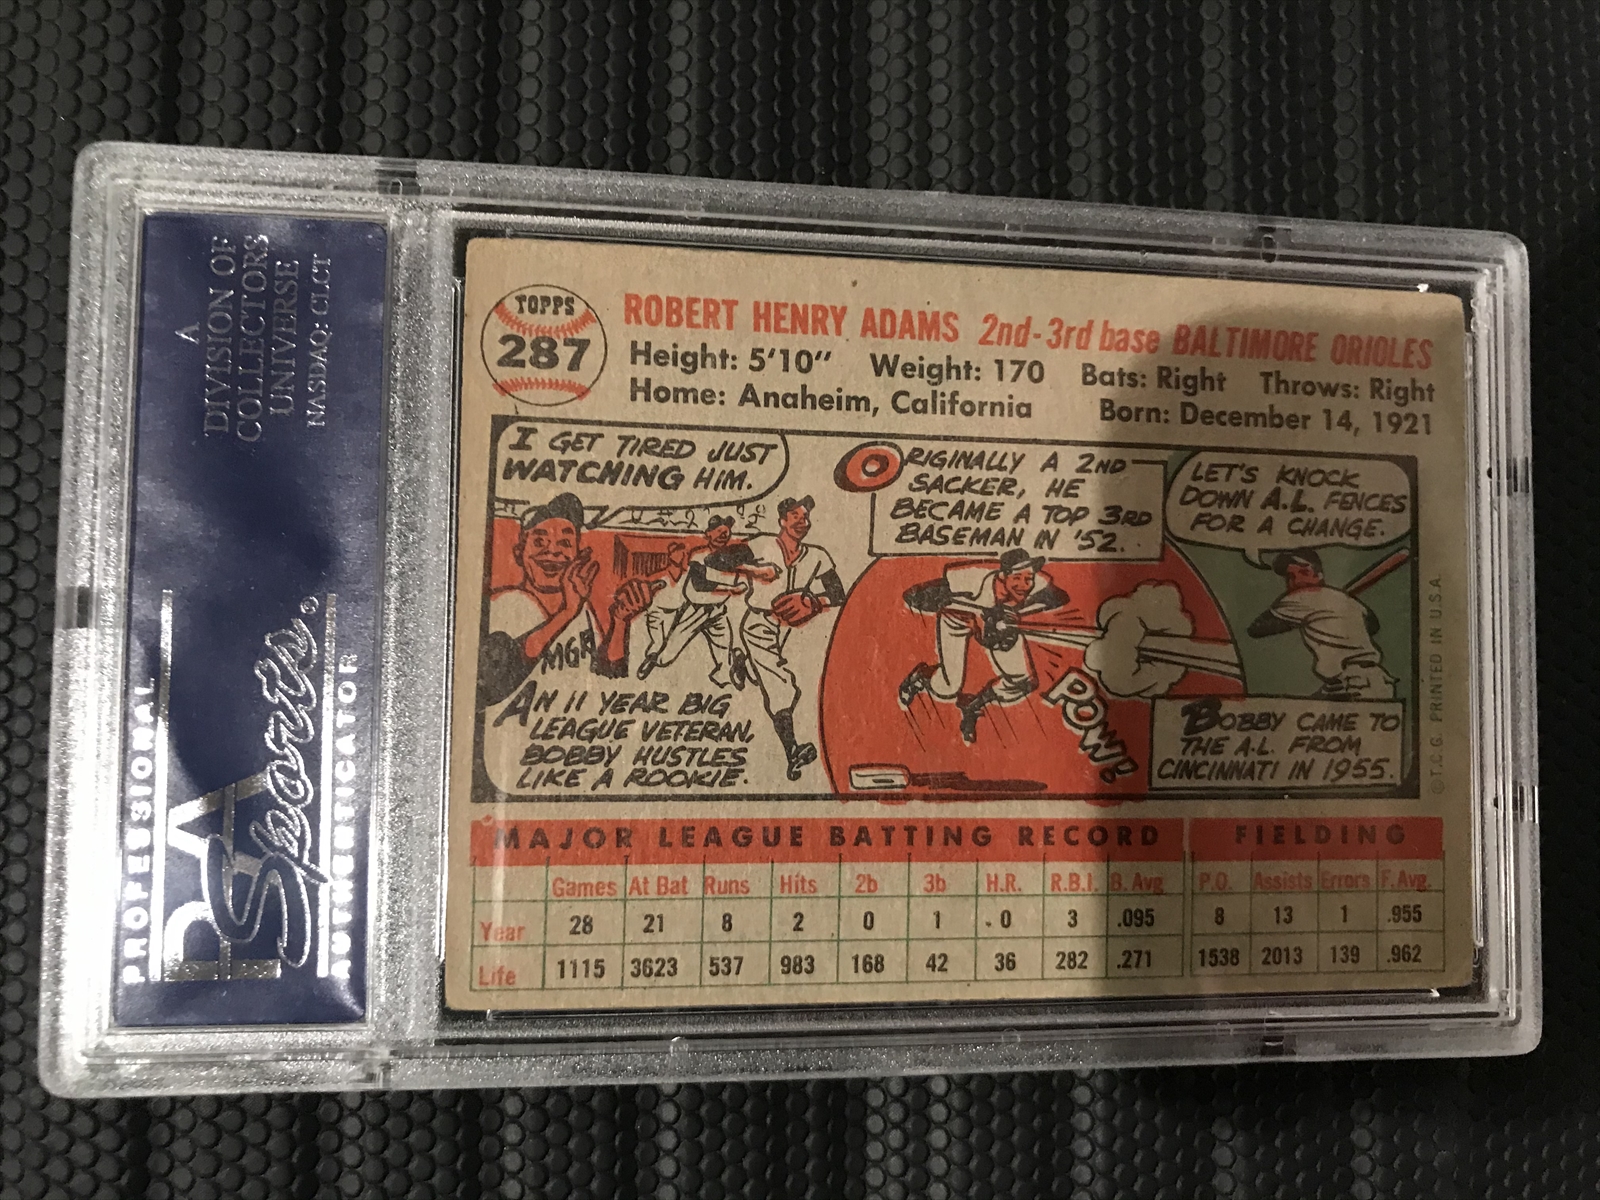 A
DIVISION OF
COLLECTORS
UNIVERSE
NASDAQ: CLCT
PROFESSIONAL
PSA
Sports®
AUTHENTICATOR
TOPPS
287
ROBERT HENRY ADAMS 2nd-3rd base BALTIMORE ORIOLES
Height: 5'10" Weight: 170 Bats: Right Throws: Right
Home: Anaheim, California Born: December 14, 1921
I GET TIRED JUST
WATCHING HIM.
MGR
AN 11 YEAR BIG
LEAGUE VETERAN,
BOBBY HUSTLES
LIKE A ROOKIE.
ORIGINALLY A 2ND
SACKER, HE
BECAME A TOP 3RD
BASEMAN IN '52.
POW!
LET'S KNOCK
DOWN A.L. FENCES
FOR A CHANGE.
BOBBY CAME TO
THE A.L. FROM
CINCINNATI IN 1955.
© T.C.G. PRINTED IN U.S.A.
MAJOR LEAGUE BATTING RECORD FIELDING
Games At Bat Runs Hits 2b 3b H.R. R.B.I. B. Avg. P.O. Assists Errors F. Avg.
Year 28 21 8 2 0 1 0 3 .095 8 13 1 .955
Life 1115 3623 537 983 168 42 36 282 .271 1538 2013 139 .962